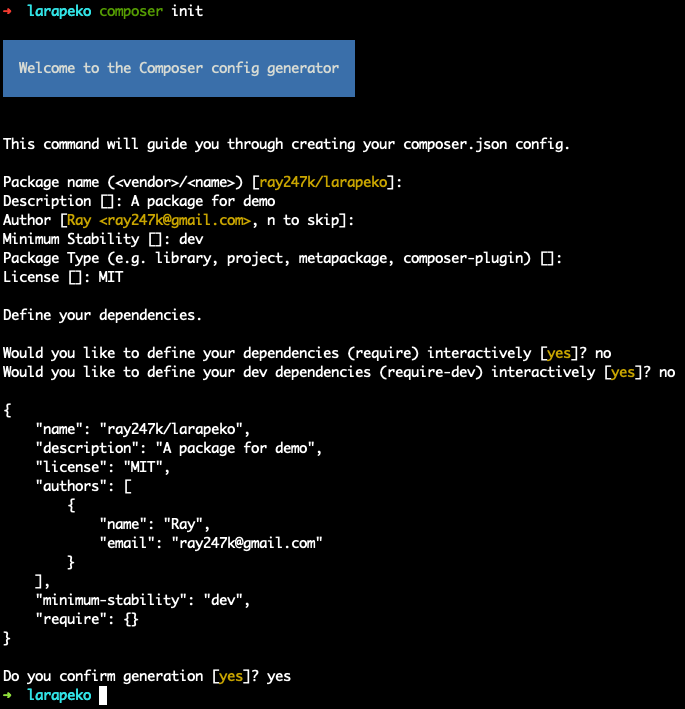 → larapeko composer init
Welcome to the Composer config generator
This command will guide you through creating your composer.json config.
Package name (<vendor>/<name>) [ray247k/larapeko]:
Description []: A package for demo
Author [Ray <ray247k@gmail.com>, n to skip]:
Minimum Stability []: dev
Package Type (e.g. library, project, metapackage, composer-plugin) []:
License []: MIT
Define your dependencies.
Would you like to define your dependencies (require) interactively [yes]? no
Would you like to define your dev dependencies (require-dev) interactively [yes]? no
{
    "name": "ray247k/larapeko",
    "description": "A package for demo",
    "license": "MIT",
    "authors": [
        {
            "name": "Ray",
            "email": "ray247k@gmail.com"
        }
    ],
    "minimum-stability": "dev",
    "require": {}
}
Do you confirm generation [yes]? yes
→ larapeko